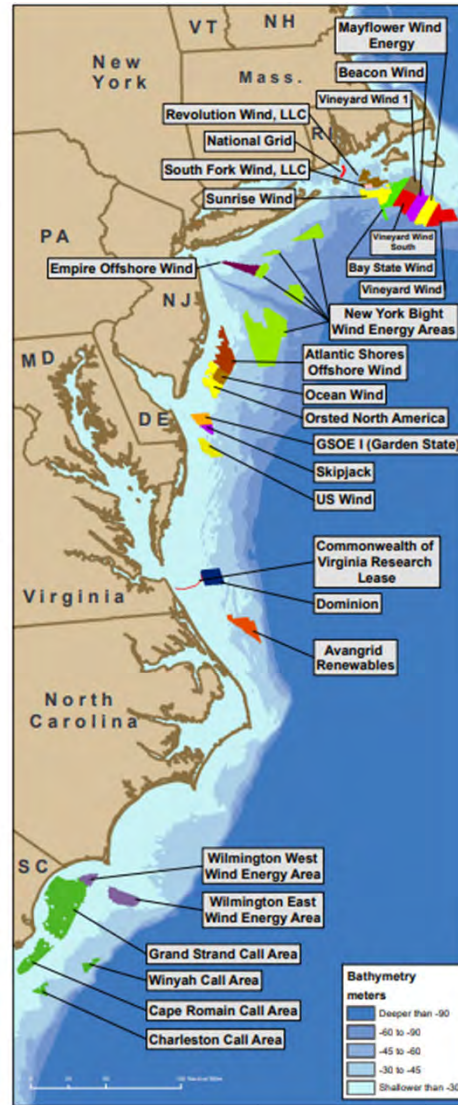 VT
NH
New
York
Mass.
Mayflower Wind
Energy
Beacon Wind
Vineyard Wind 1
Revolution Wind, LLC
RI
National Grid
CT
South Fork Wind, LLC
Sunrise Wind
Vineyard Wind
South
Bay State Wind
Vineyard Wind
PA
Empire Offshore Wind
NJ
New York Bight
Wind Energy Areas
MD
Atlantic Shores
Offshore Wind
Ocean Wind
DE
Orsted North America
GSOE I (Garden State)
Skipjack
US Wind
Commonwealth of
Virginia Research
Lease
Virginia
Dominion
Avangrid
Renewables
North
Carolina
SC
Wilmington West
Wind Energy Area
Wilmington East
Wind Energy Area
Grand Strand Call Area
Winyah Call Area
Cape Romain Call Area
Charleston Call Area
Bathymetry
meters
Deeper than -90
-60 to -90
-45 to -60
-30 to -45
Shallower than -30
0